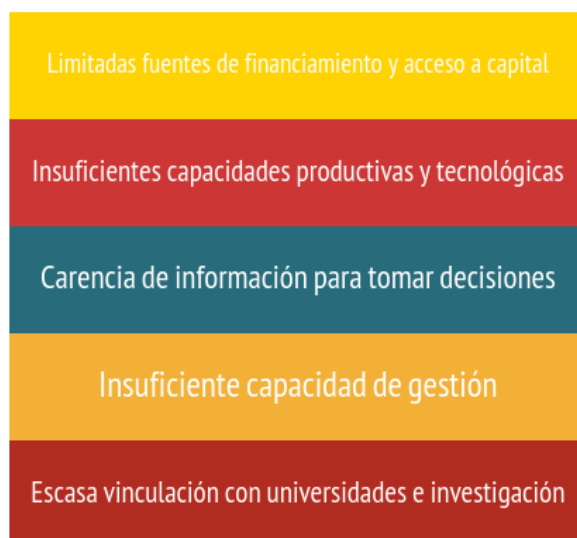 Limitadas fuentes de financiamiento y acceso a capital
Insuficientes capacidades productivas y tecnológicas
Carencia de información para tomar decisiones
Insuficiente capacidad de gestión
Escasa vinculación con universidades e investigación